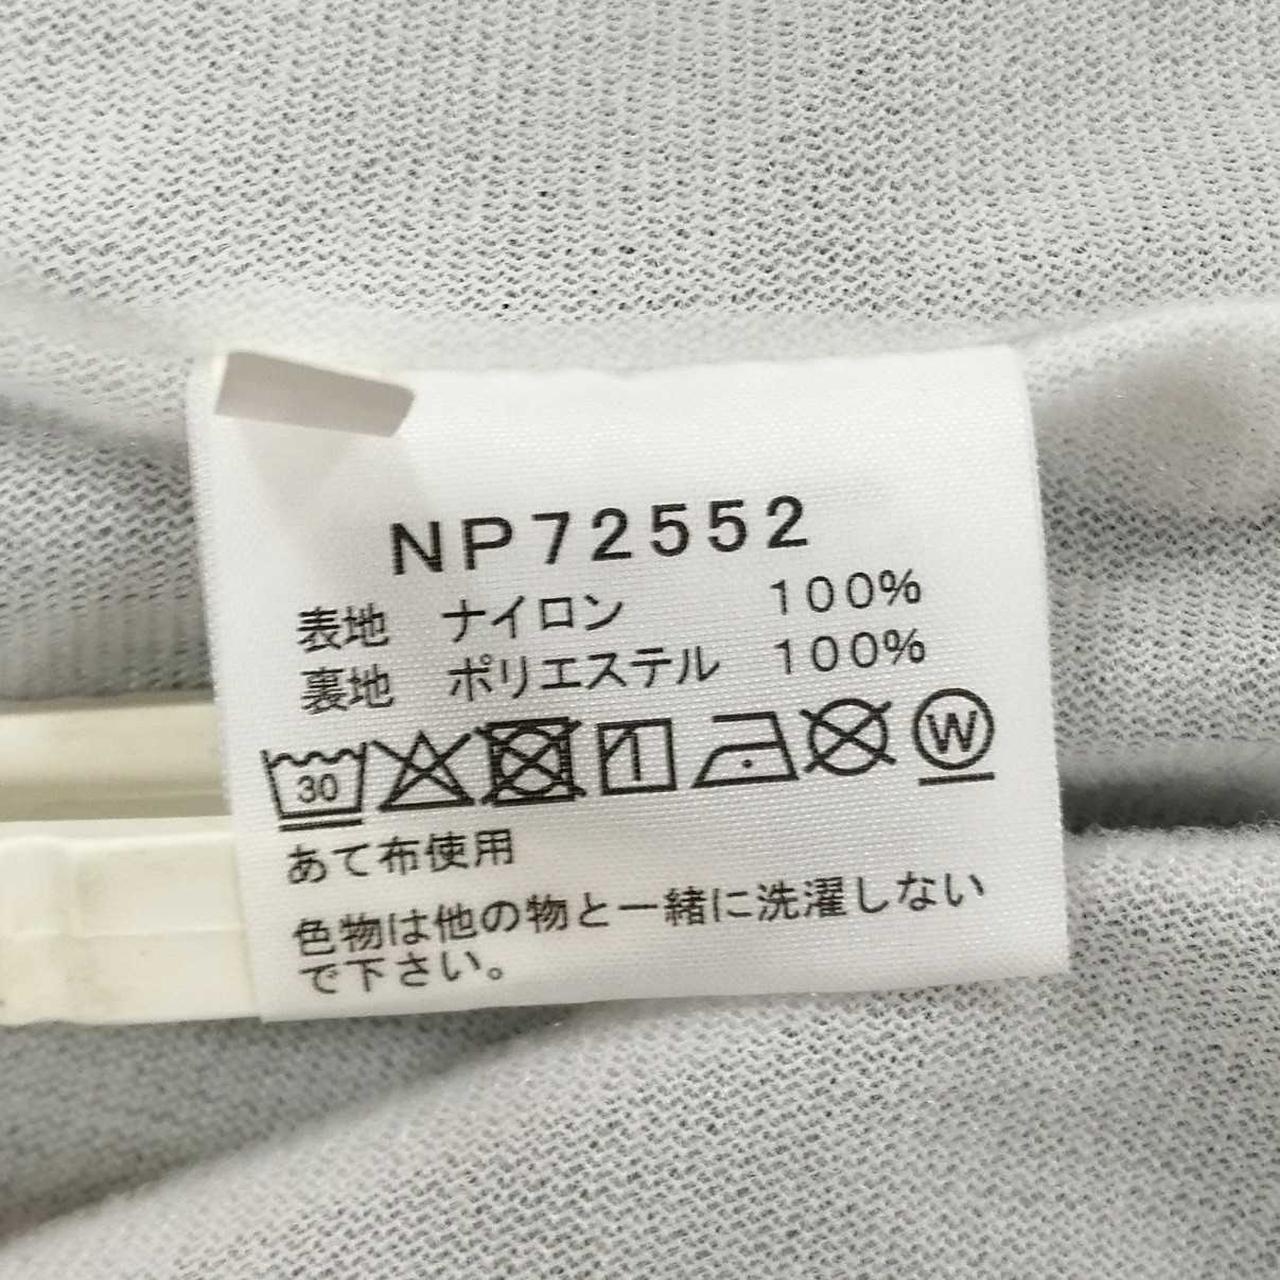 NP72552
表地 ナイロン 100%
裏地 ポリエステル 100%
30 W
あて布使用
色物は他の物と一緒に洗濯しない
で下さい。